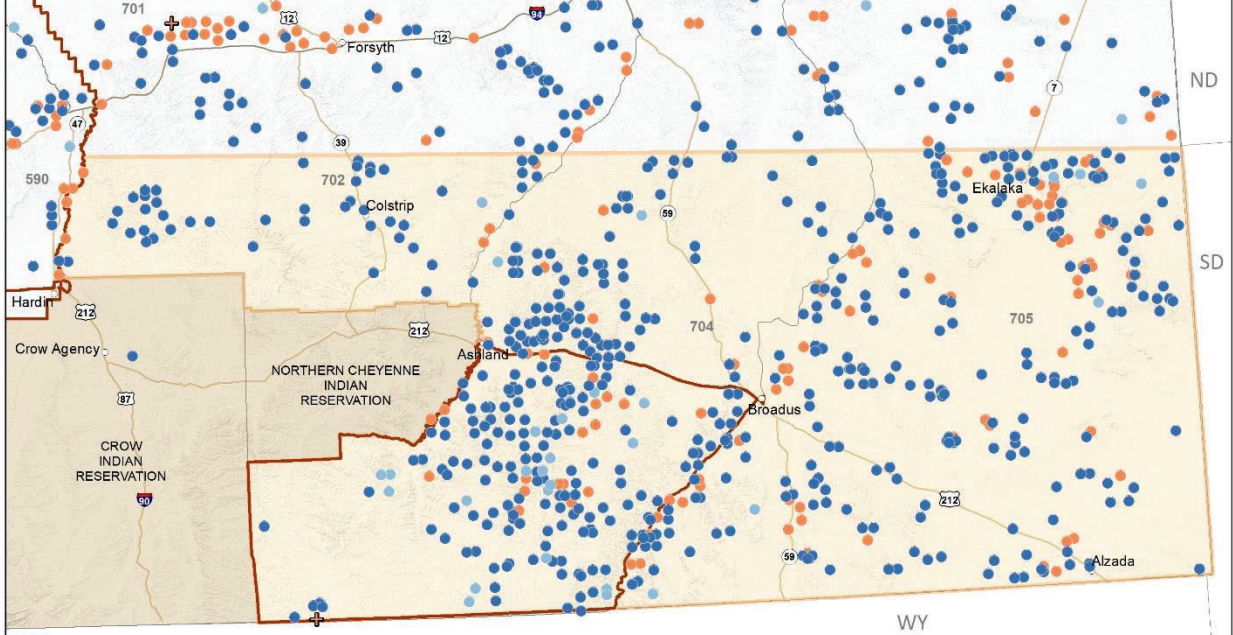 701
12
94
12
Forsyth
7
ND
47
39
590
702
Ekalaka
Colstrip
59
SD
Hardin
212
704
705
212
Crow Agency
Ashland
NORTHERN CHEYENNE
INDIAN
RESERVATION
87
Broadus
CROW
INDIAN
RESERVATION
90
212
59
Alzada
WY